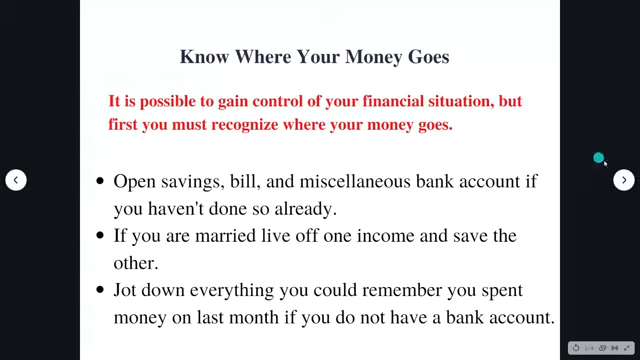 Know Where Your Money Goes
It is possible to gain control of your financial situation, but
first you must recognize where your money goes.
• Open savings, bill, and miscellaneous bank account if
you haven't done so already.
• If you are married live off one income and save the
other.
• Jot down everything you could remember you spent
money on last month if you do not have a bank account.